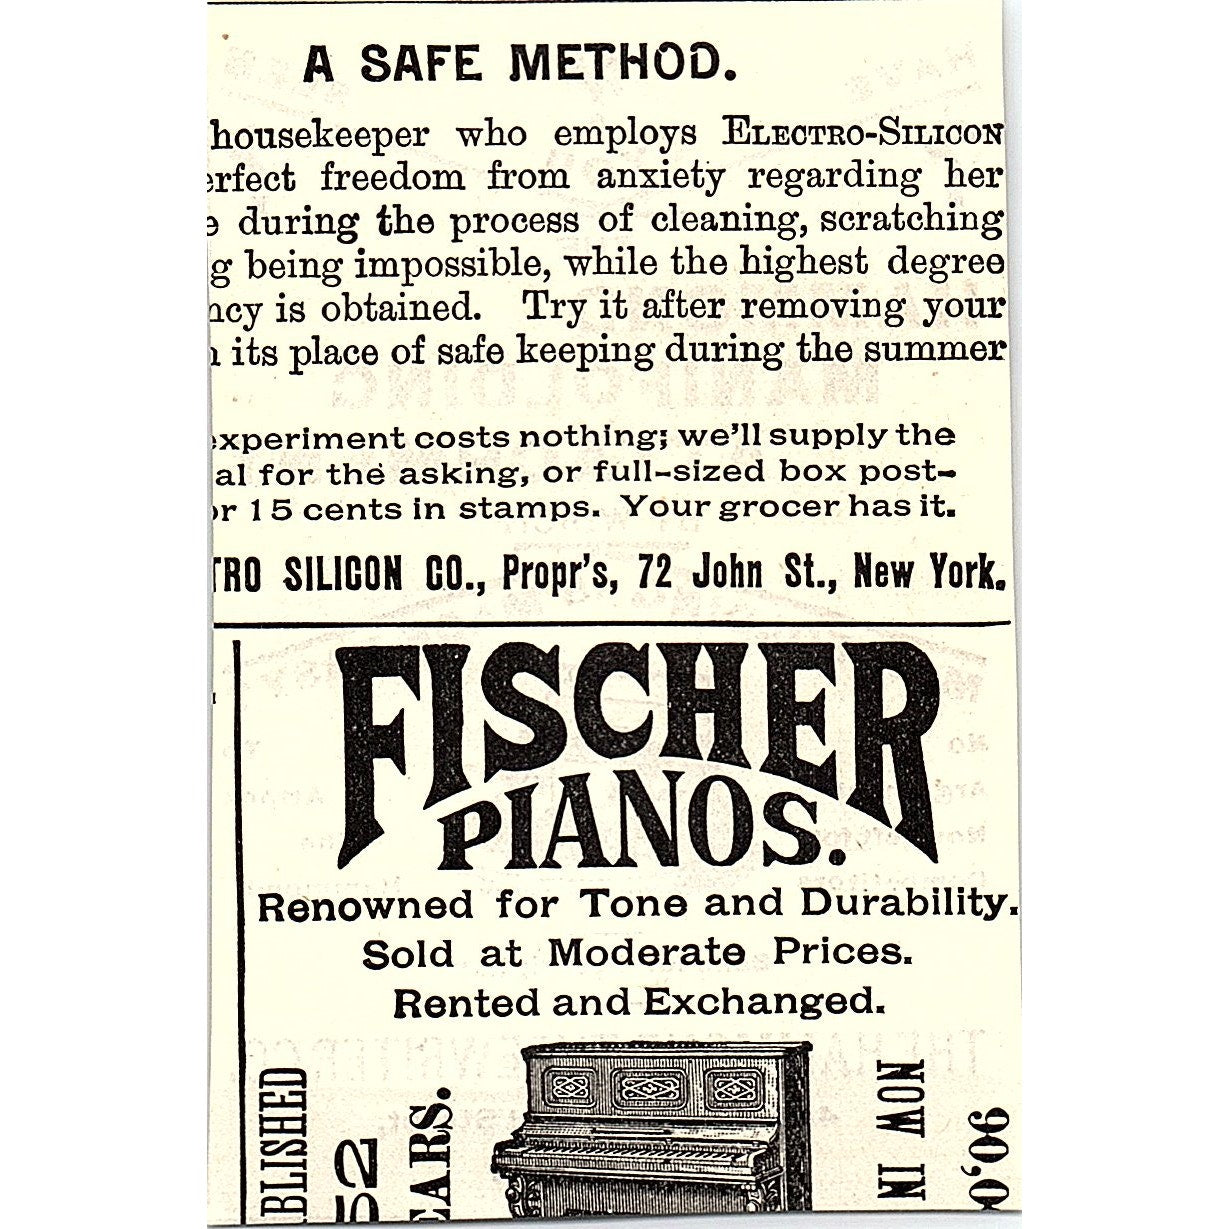 A SAFE METHOD.
housekeeper who employs ELECTRO-SILICON
erfect freedom from anxiety regarding her
e during the process of cleaning, scratching
g being impossible, while the highest degree
ncy is obtained. Try it after removing your
its place of safe keeping during the summer
experiment costs nothing; we'll supply the
al for the asking, or full-sized box post-
or 15 cents in stamps. Your grocer has it.
TRO SILICON CO., Propr's, 72 John St., New York.
FISCHER
PIANOS.
Renowned for Tone and Durability.
Sold at Moderate Prices.
Rented and Exchanged.
BLISHED
52
EARS.
NOW IN
90,0